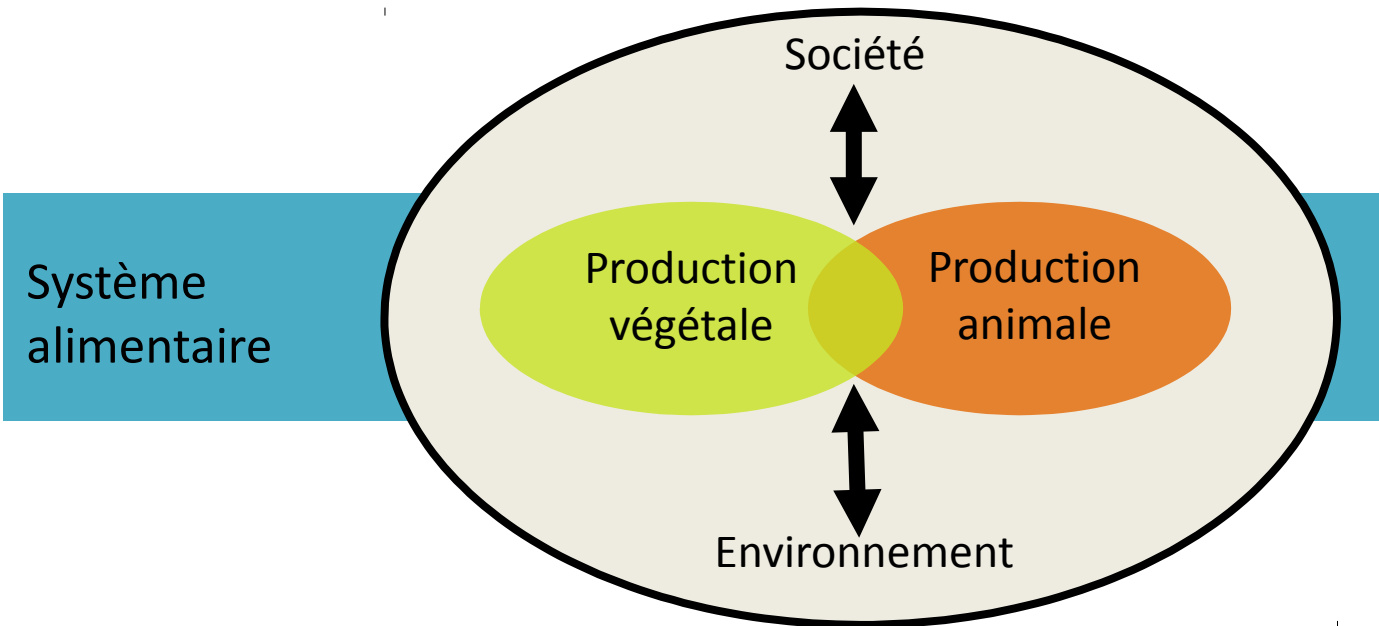 Société
Système
alimentaire
Production
végétale
Production
animale
Environnement